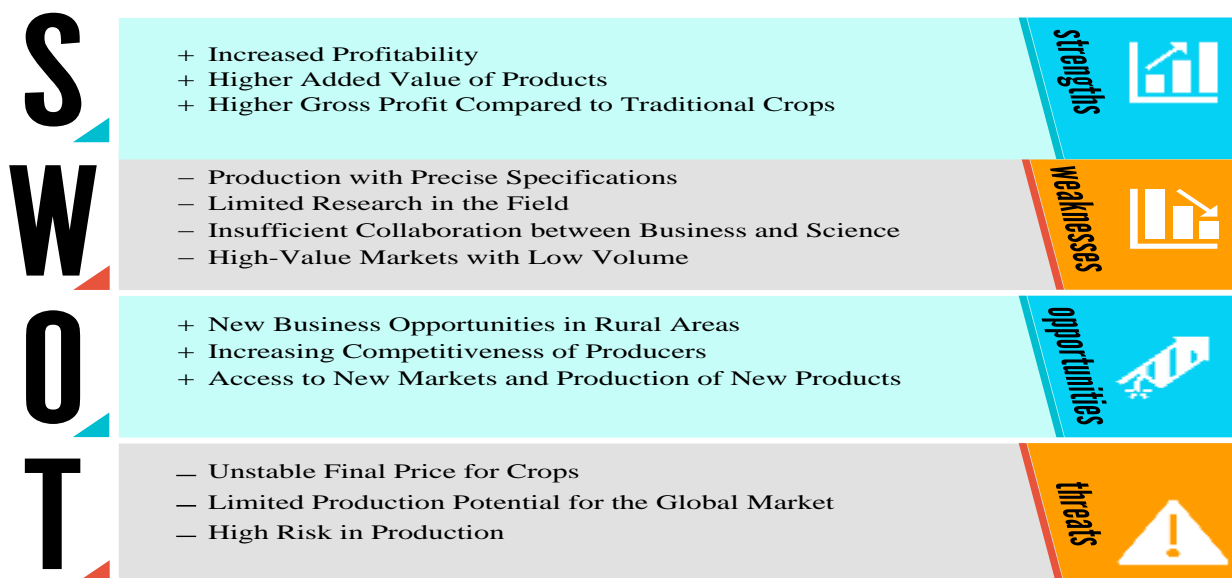 S
+ Increased Profitability
+ Higher Added Value of Products
+ Higher Gross Profit Compared to Traditional Crops
strengths
W
– Production with Precise Specifications
– Limited Research in the Field
– Insufficient Collaboration between Business and Science
– High-Value Markets with Low Volume
weaknesses
O
+ New Business Opportunities in Rural Areas
+ Increasing Competitiveness of Producers
+ Access to New Markets and Production of New Products
opportunities
T
– Unstable Final Price for Crops
– Limited Production Potential for the Global Market
– High Risk in Production
threats